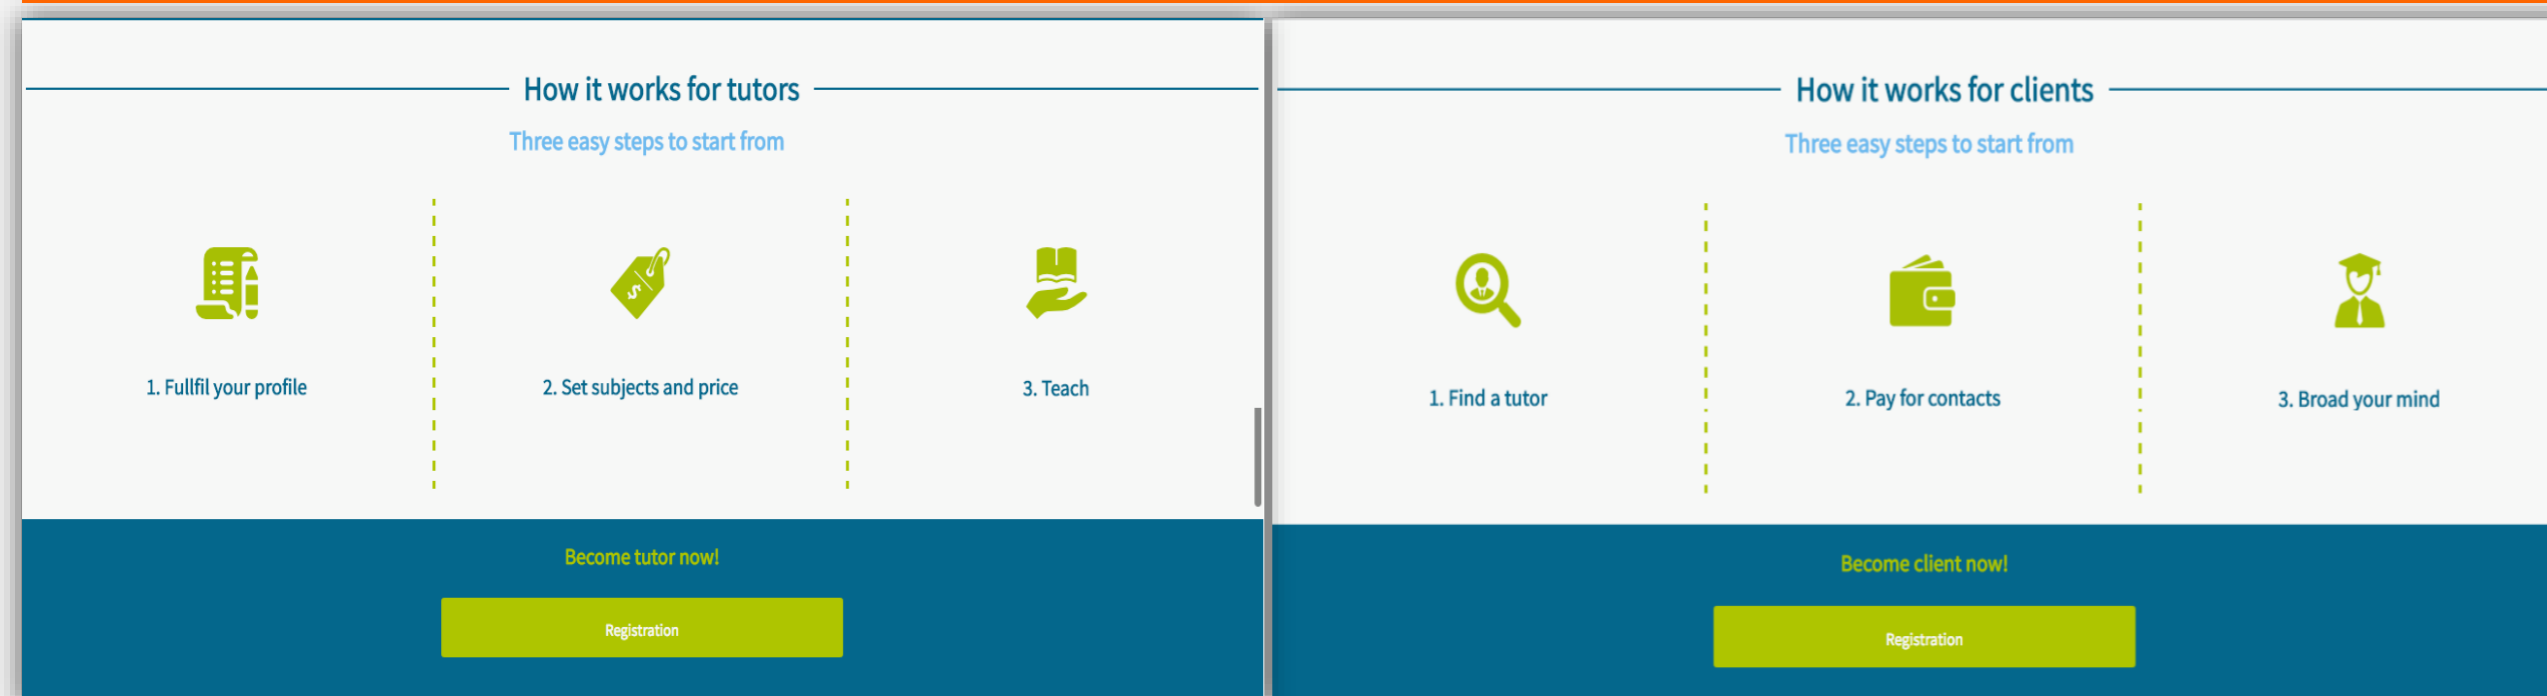 How it works for tutors
Three easy steps to start from
1. Fullfil your profile
2. Set subjects and price
3. Teach
Become tutor now!
Registration
How it works for clients
Three easy steps to start from
1. Find a tutor
2. Pay for contacts
3. Broad your mind
Become client now!
Registration